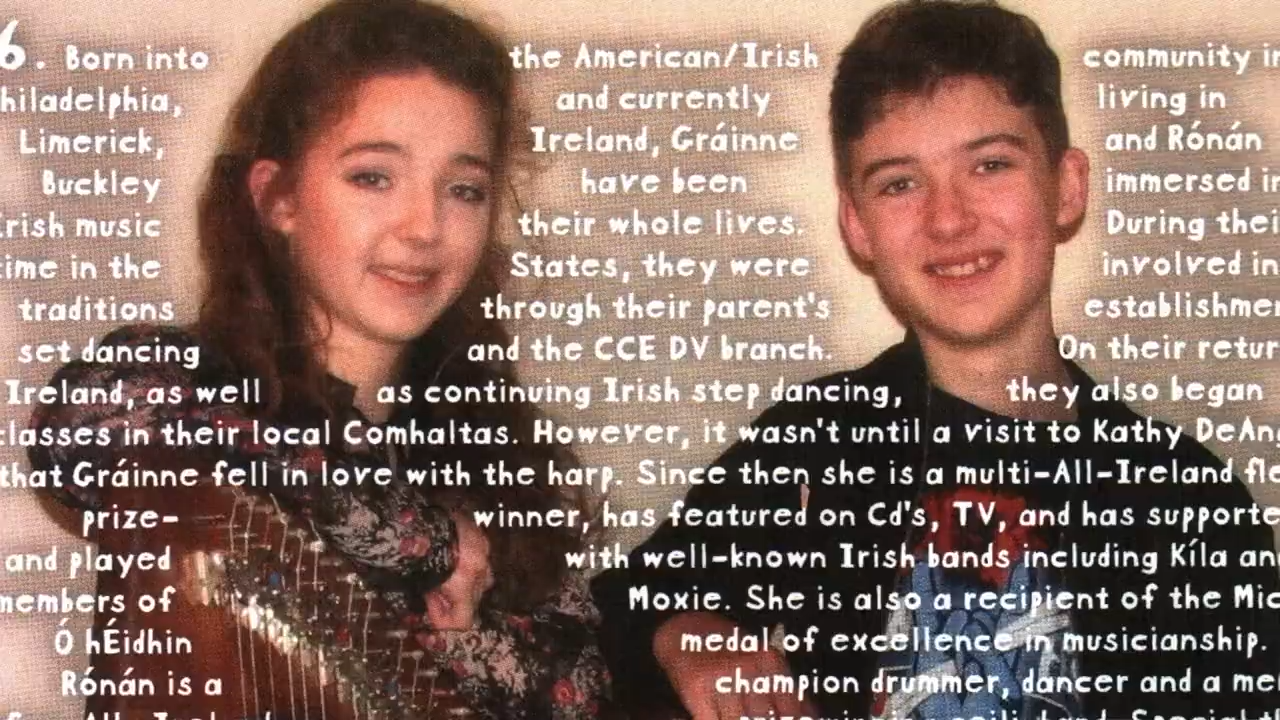 6. Born into the American/Irish community in
hiladelphia, and currently living in
Limerick, Ireland, Gráinne and Rónán
Buckley have been immersed in
Irish music their whole lives. During thei
time in the States, they were involved in
traditions through their parent's establishme
set dancing and the CCE DV branch. On their retur
Ireland, as well as continuing Irish step dancing, they also began
classes in their local Comhaltas. However, it wasn't until a visit to Kathy DeAn
that Gráinne fell in love with the harp. Since then she is a multi-All-Ireland fle
prize- winner, has featured on Cd's, TV, and has supporte
and played with well-known Irish bands including Kíla an
members of Moxie. She is also a recipient of the Mic
Ó hÉidhin medal of excellence in musicianship.
Rónán is a champion drummer, dancer and a me